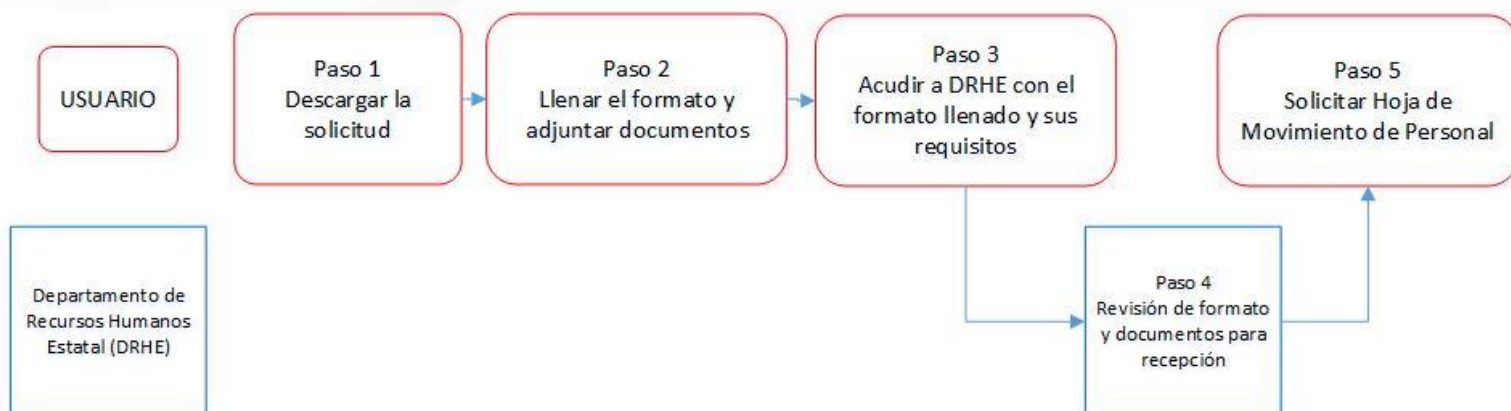 USUARIO
Paso 1
Descargar la
solicitud
Paso 2
Llenar el formato y
adjuntar documentos
Paso 3
Acudir a DRHE con el
formato llenado y sus
requisitos
Paso 5
Solicitar Hoja de
Movimiento de Personal
Departamento de
Recursos Humanos
Estatal (DRHE)
Paso 4
Revisión de formato
y documentos para
recepción